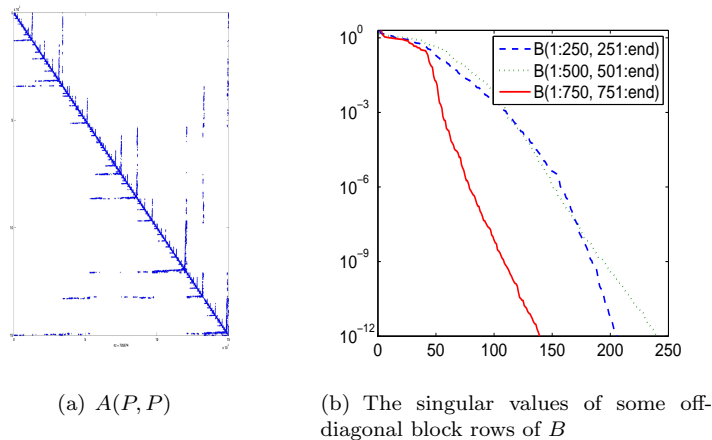 B(1:250, 251:end)
B(1:500, 501:end)
B(1:750, 751:end)
10^0
10^-3
10^-6
10^-9
10^-12
0 50 100 150 200 250
(a) A(P, P)
(b) The singular values of some off-
diagonal block rows of B